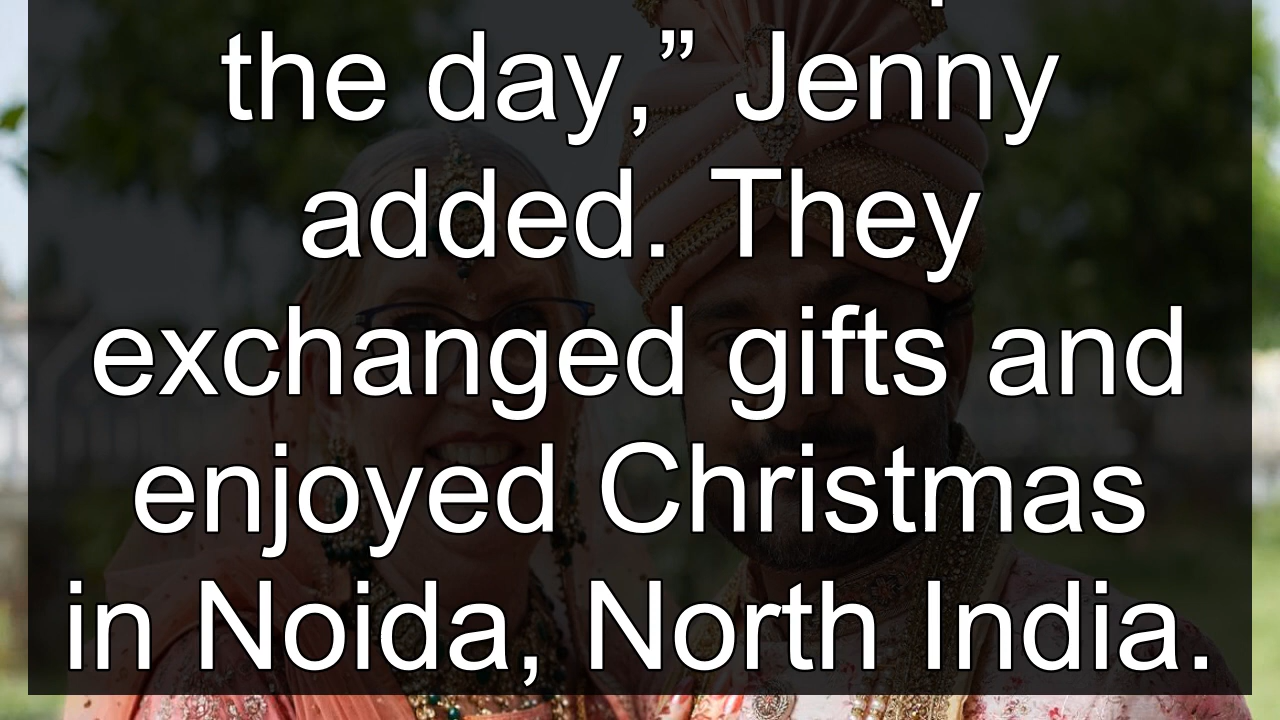 the day,” Jenny
added. They
exchanged gifts and
enjoyed Christmas
in Noida, North India.